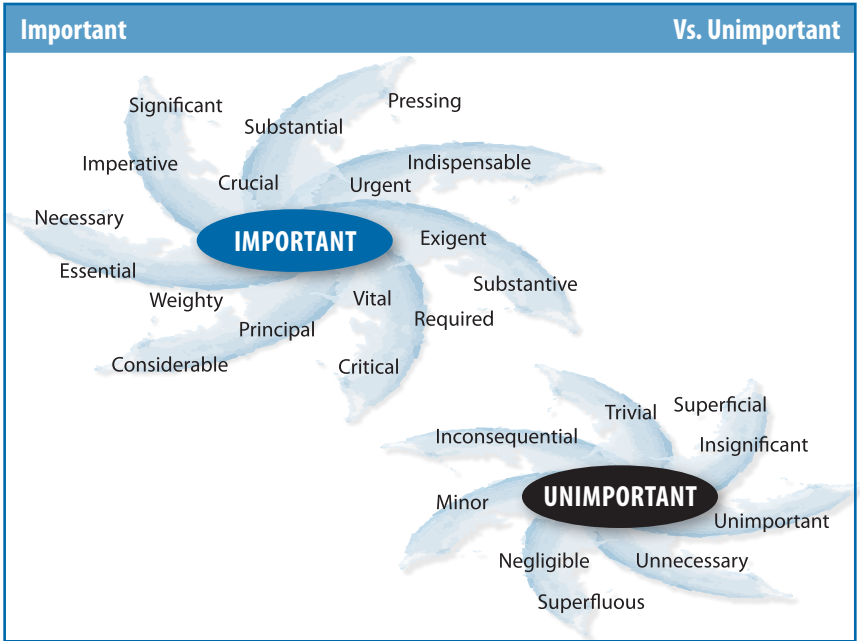 Important
Vs. Unimportant
Significant
Pressing
Substantial
Imperative
Indispensable
Crucial
Urgent
Necessary
IMPORTANT
Exigent
Essential
Substantive
Weighty
Vital
Required
Principal
Considerable
Critical
Trivial
Superficial
Inconsequential
Insignificant
Minor
UNIMPORTANT
Unimportant
Negligible
Unnecessary
Superfluous